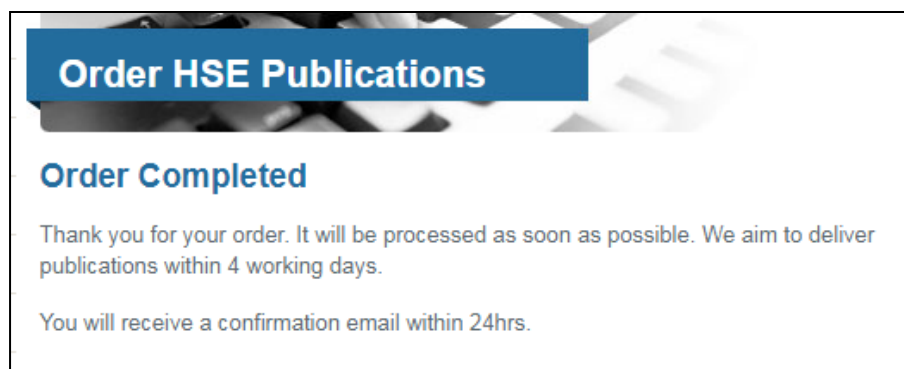 Order HSE Publications
Order Completed
Thank you for your order. It will be processed as soon as possible. We aim to deliver
publications within 4 working days.
You will receive a confirmation email within 24hrs.